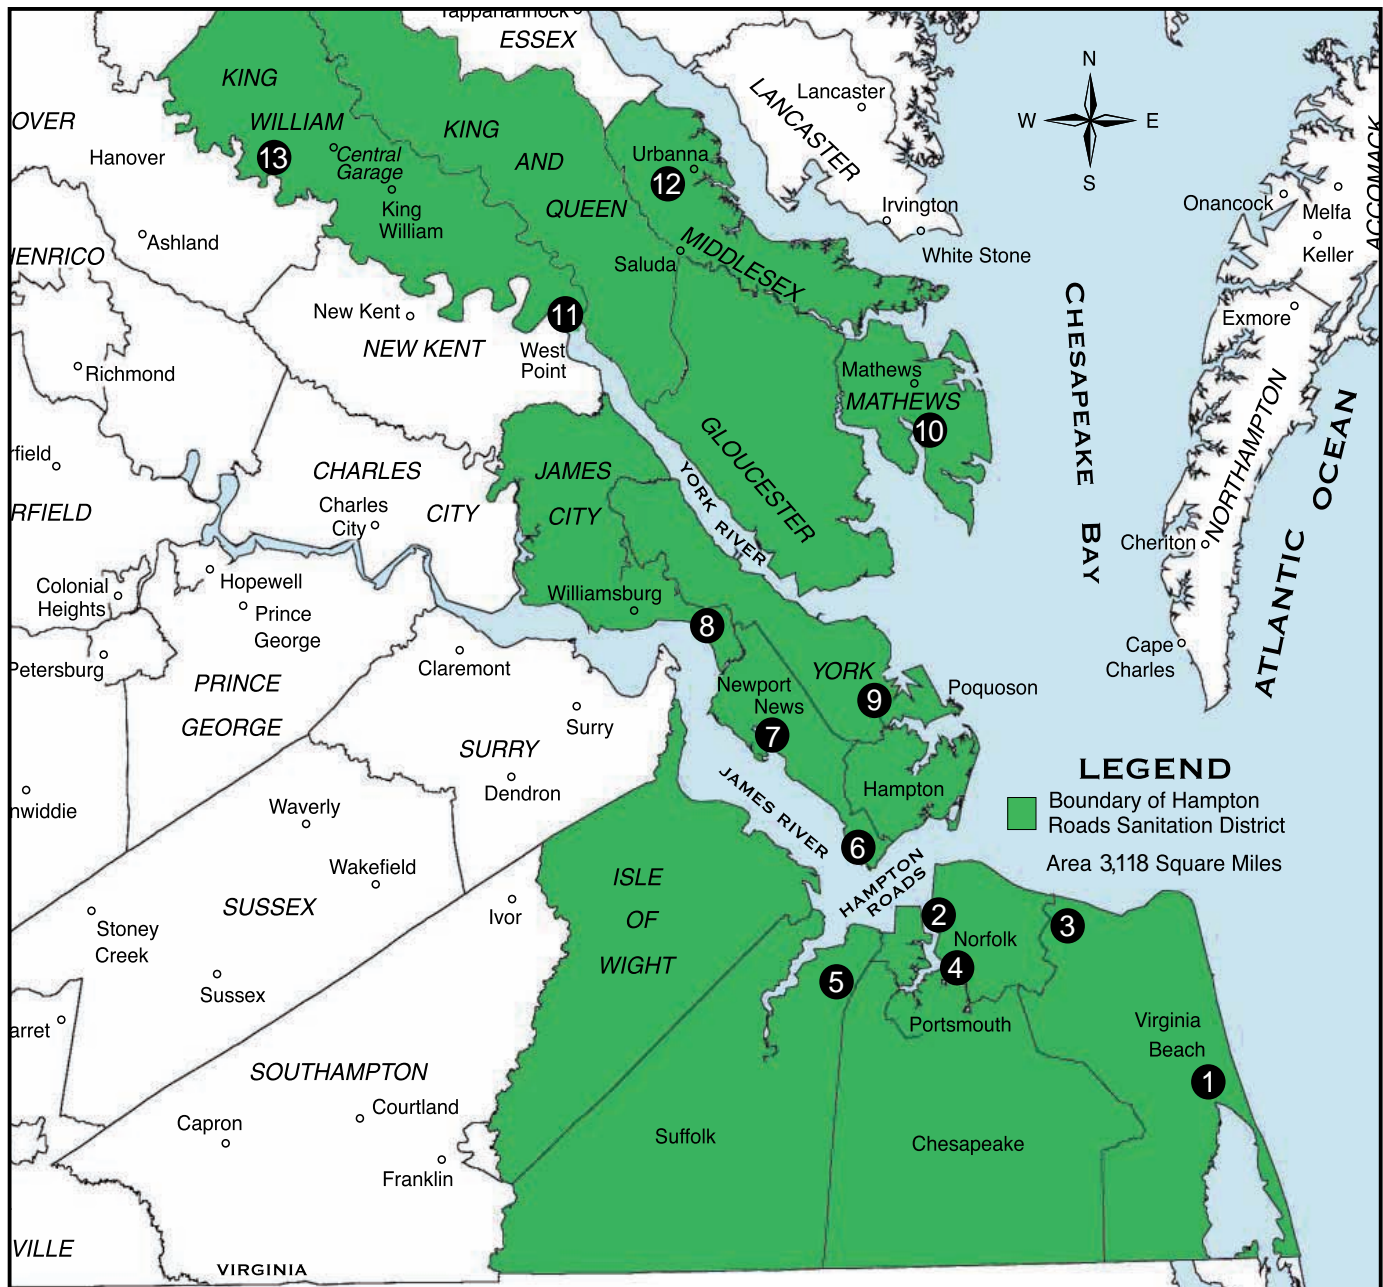 Tappahannock
ESSEX
KING
WILLIAM
13
Central
Garage
King
William
KING
AND
QUEEN
Urbanna
12
LANCASTER
Lancaster
Irvington
White Stone
N
W E
S
ACCOMACK
Onancock
Melfa
Keller
Exmore
OVER
Hanover
Ashland
HENRICO
Richmond
New Kent
NEW KENT
11
West
Point
Saluda
MIDDLESEX
Mathews
MATHEWS
10
GLOUCESTER
YORK RIVER
CHESAPEAKE
BAY
NORTHAMPTON
Cheriton
Cape
Charles
ATLANTIC
OCEAN
rfield
RFIELD
CHARLES
CITY
Charles
City
JAMES
CITY
Williamsburg
8
Colonial
Heights
Hopewell
Prince
George
Petersburg
PRINCE
GEORGE
Claremont
Surry
SURRY
Dendron
Newport
News
7
YORK
9
Poquoson
Hampton
6
JAMES RIVER
HAMPTON
ROADS
LEGEND
Boundary of Hampton
Roads Sanitation District
Area 3,118 Square Miles
nwiddie
Waverly
Wakefield
SUSSEX
Stoney
Creek
Sussex
Ivor
ISLE
OF
WIGHT
2
Norfolk
3
4
5
Portsmouth
Virginia
Beach
1
arret
SOUTHAMPTON
Capron
Courtland
Franklin
Suffolk
Chesapeake
VILLE
VIRGINIA